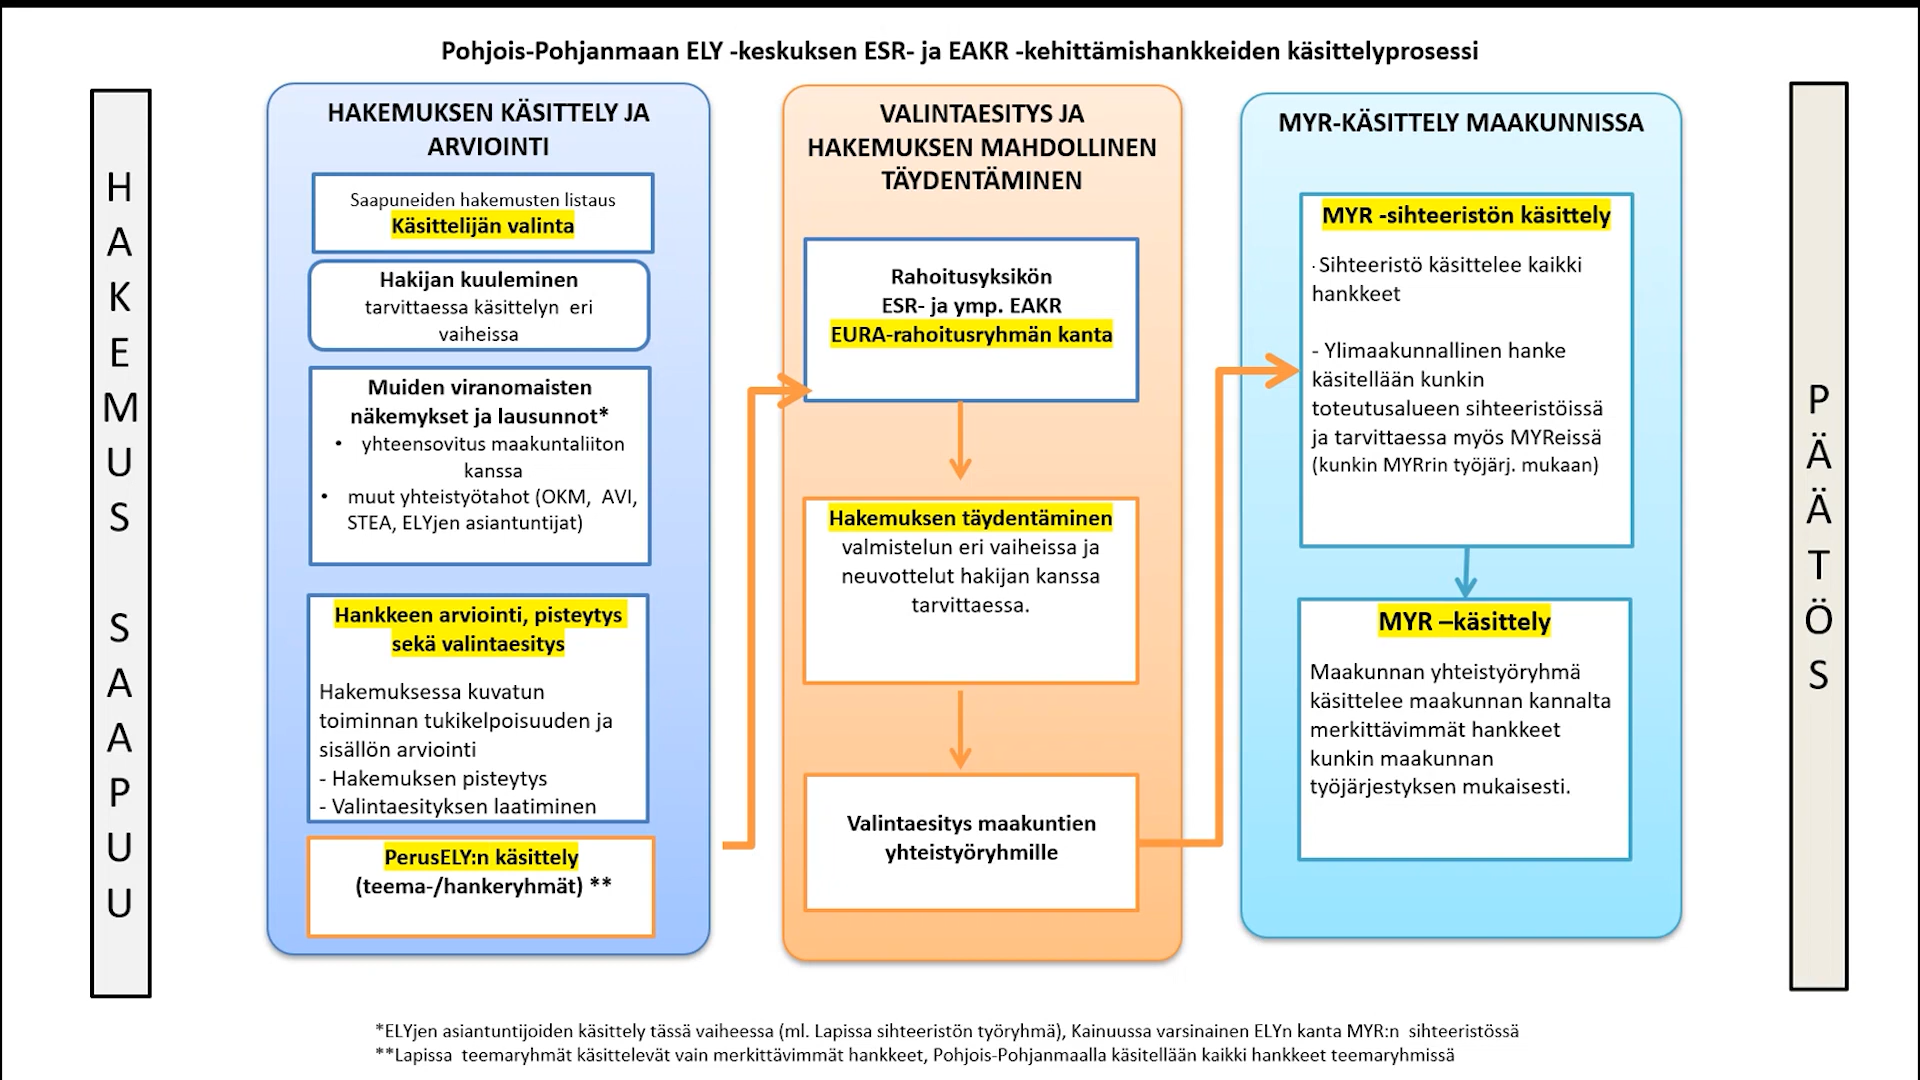 Pohjois-Pohjanmaan ELY -keskuksen ESR- ja EAKR -kehittämishankkeiden käsittelyprosessi
HAKEMUS SAAPUU
HAKEMUKSEN KÄSITTELY JA
ARVIOINTI
Saapuneiden hakemusten listaus
Käsittelijän valinta
Hakijan kuuleminen
tarvittaessa käsittelyn eri
vaiheissa
Muiden viranomaisten
näkemykset ja lausunnot*
• yhteensovitus maakuntaliiton
kanssa
• muut yhteistyötahot (OKM, AVI,
STEA, ELYjen asiantuntijat)
Hankkeen arviointi, pisteytys
sekä valintaesitys
Hakemuksessa kuvatun
toiminnan tukikelpoisuuden ja
sisällön arviointi
- Hakemuksen pisteytys
- Valintaesityksen laatiminen
PerusELY:n käsittely
(teema-/hankeryhmät) **
VALINTAESITYS JA
HAKEMUKSEN MAHDOLLINEN
TÄYDENTÄMINEN
Rahoitusyksikön
ESR- ja ymp. EAKR
EURA-rahoitusryhmän kanta
Hakemuksen täydentäminen
valmistelun eri vaiheissa ja
neuvottelut hakijan kanssa
tarvittaessa.
Valintaesitys maakuntien
yhteistyöryhmille
MYR-KÄSITTELY MAAKUNNISSA
MYR -sihteeristön käsittely
· Sihteeristö käsittelee kaikki
hankkeet
- Ylimaakunnallinen hanke
käsitellään kunkin
toteutusalueen sihteeristöissä
ja tarvittaessa myös MYReissä
(kunkin MYRrin työjärj. mukaan)
MYR –käsittely
Maakunnan yhteistyöryhmä
käsittelee maakunnan kannalta
merkittävimmät hankkeet
kunkin maakunnan
työjärjestyksen mukaisesti.
PÄÄTÖS
*ELYjen asiantuntijoiden käsittely tässä vaiheessa (ml. Lapissa sihteeristön työryhmä), Kainuussa varsinainen ELYn kanta MYR:n sihteeristössä
**Lapissa teemaryhmät käsittelevät vain merkittävimmät hankkeet, Pohjois-Pohjanmaalla käsitellään kaikki hankkeet teemaryhmissä